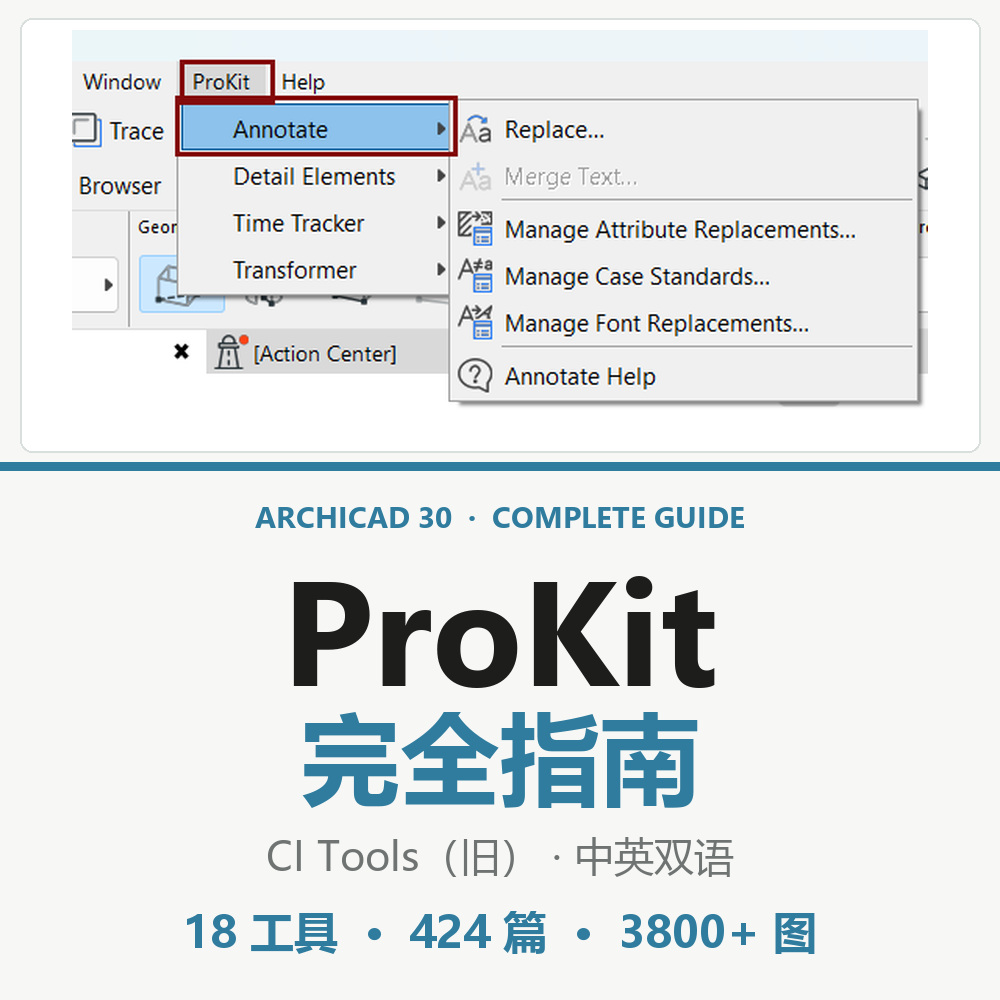 Window ProKit Help
Trace
Annotate
Replace...
Detail Elements
Merge Text...
Browser
Time Tracker
Geor
Manage Attribute Replacements...
Transformer
Manage Case Standards...
Manage Font Replacements...
[Action Center]
Annotate Help
ARCHICAD 30 · COMPLETE GUIDE
ProKit
完全指南
CI Tools（旧） · 中英双语
18 工具 • 424 篇 • 3800+ 图